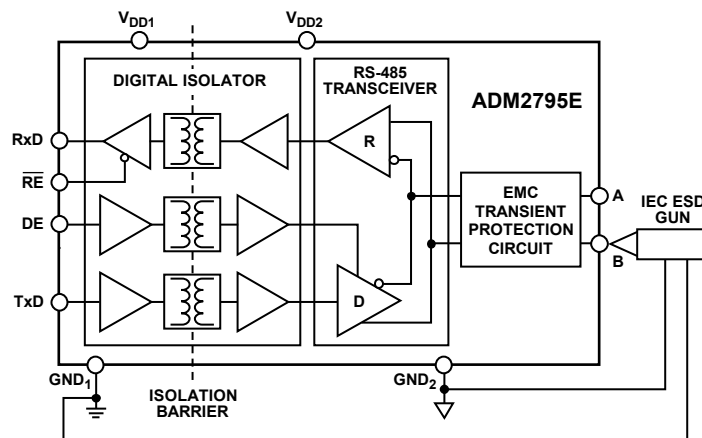 VDD1
VDD2
DIGITAL ISOLATOR
RS-485
TRANSCEIVER
ADM2795E
RxD
R
RE
EMC
TRANSIENT
PROTECTION
CIRCUIT
A
IEC ESD
GUN
DE
B
TxD
D
GND1
ISOLATION
BARRIER
GND2